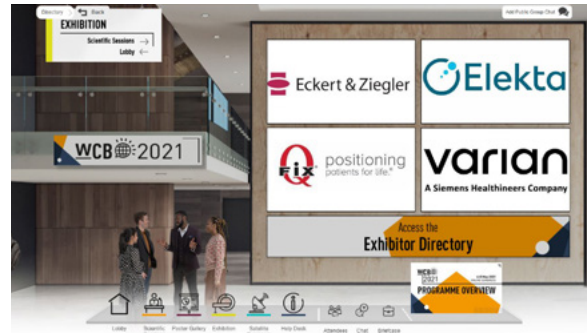 Directory
Back
Hall Public Group Chat
EXHIBITION
Scientific Sessions →
Lobby ←
WCB 2021
Eckert & Ziegler
Elekta
Q
FiX
positioning
patients for life.®
varian
A Siemens Healthineers Company
Access the
Exhibitor Directory
WCB
PROGRAMME OVERVIEW
Lobby
Scientific
Poster Gallery
Exhibition
Satellite
Help Desk
Attendees
Chat
Briefcase